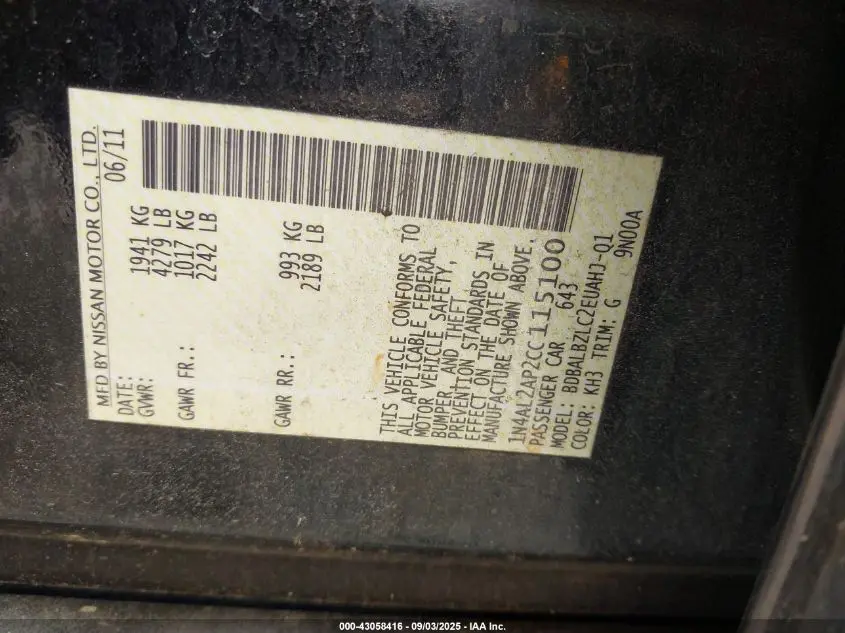 MFD BY NISSAN MOTOR CO., LTD.
DATE: 06/11
GVWR: 1941 KG
4279 LB
GAWR FR.: 1017 KG
2242 LB
GAWR RR.: 993 KG
2189 LB
THIS VEHICLE CONFORMS TO
ALL APPLICABLE FEDERAL
MOTOR VEHICLE SAFETY,
BUMPER, AND THEFT
PREVENTION STANDARDS IN
EFFECT ON THE DATE OF
MANUFACTURE SHOWN ABOVE.
1N4AL2AP2CC115100
PASSENGER CAR 643
MODEL: BDBALBZLC2EUAHJ-Q1
COLOR: KH3 TRIM: G 9N00A
000-43058416 - 09/03/2025 - IAA Inc.